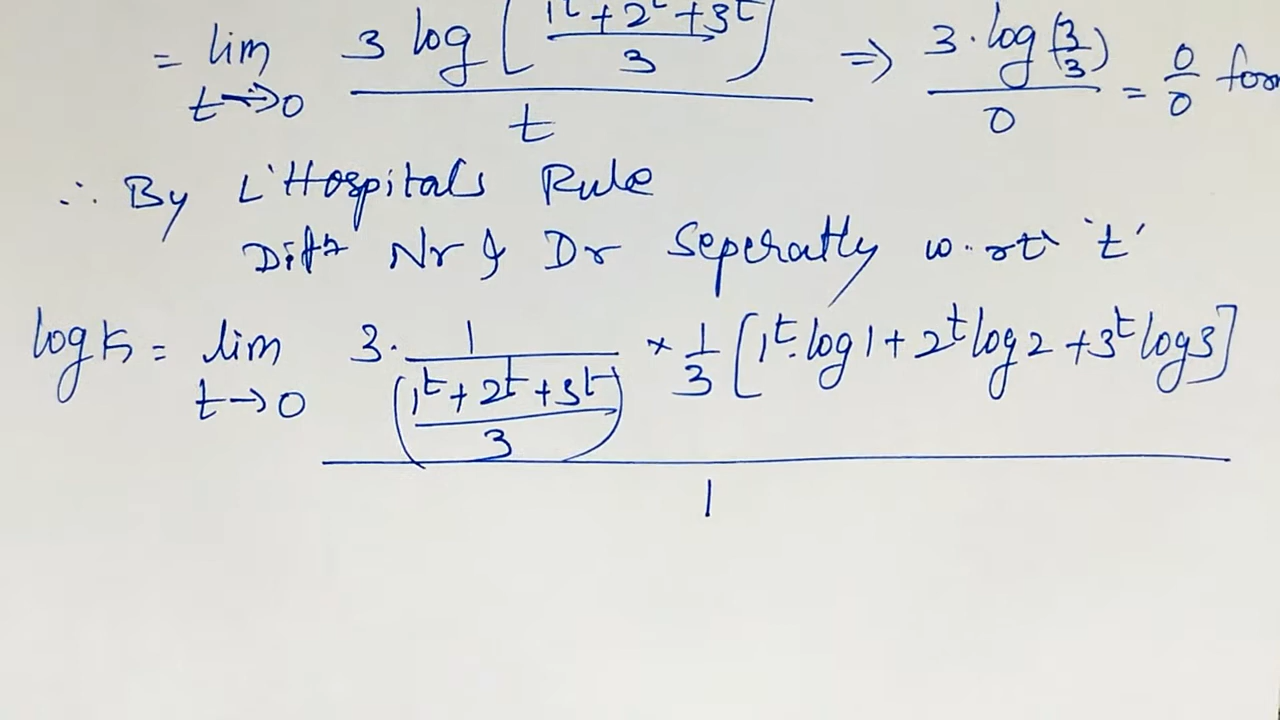 = lim t→0 3 log [(1^t + 2^t + 3^t)/3] / t ⇒ 3·log(3/3) / 0 = 0/0
∴ By L'Hospitals Rule
Diff Nr & Dr Seperatly w.r.t 't'
log k = lim t→0 3· 1/((1^t + 2^t + 3^t)/3) × 1/3 [1^t·log1 + 2^t log2 + 3^t log3] / 1